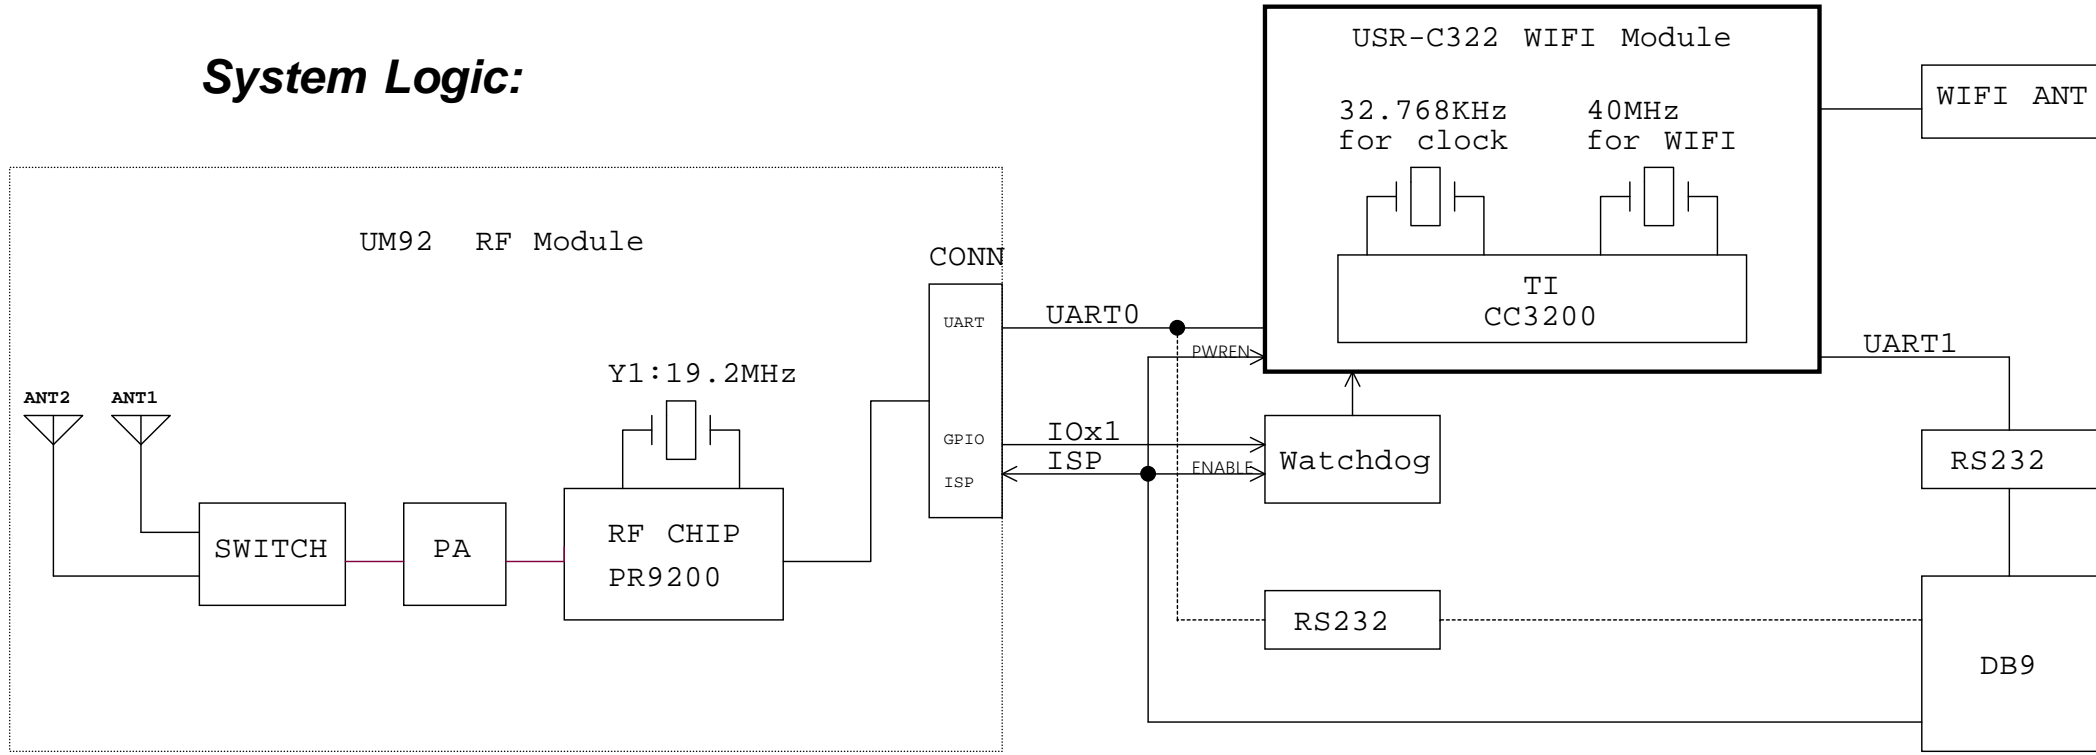 System Logic:
USR-C322 WIFI Module
32.768KHz
for clock
40MHz
for WIFI
TI
CC3200
WIFI ANT
UM92 RF Module
CONN
UART
GPIO
ISP
UART0
PWREN
UART1
Y1:19.2MHz
ANT2
ANT1
IOx1
ISP
ENABLE
Watchdog
RS232
SWITCH
PA
RF CHIP
PR9200
RS232
DB9